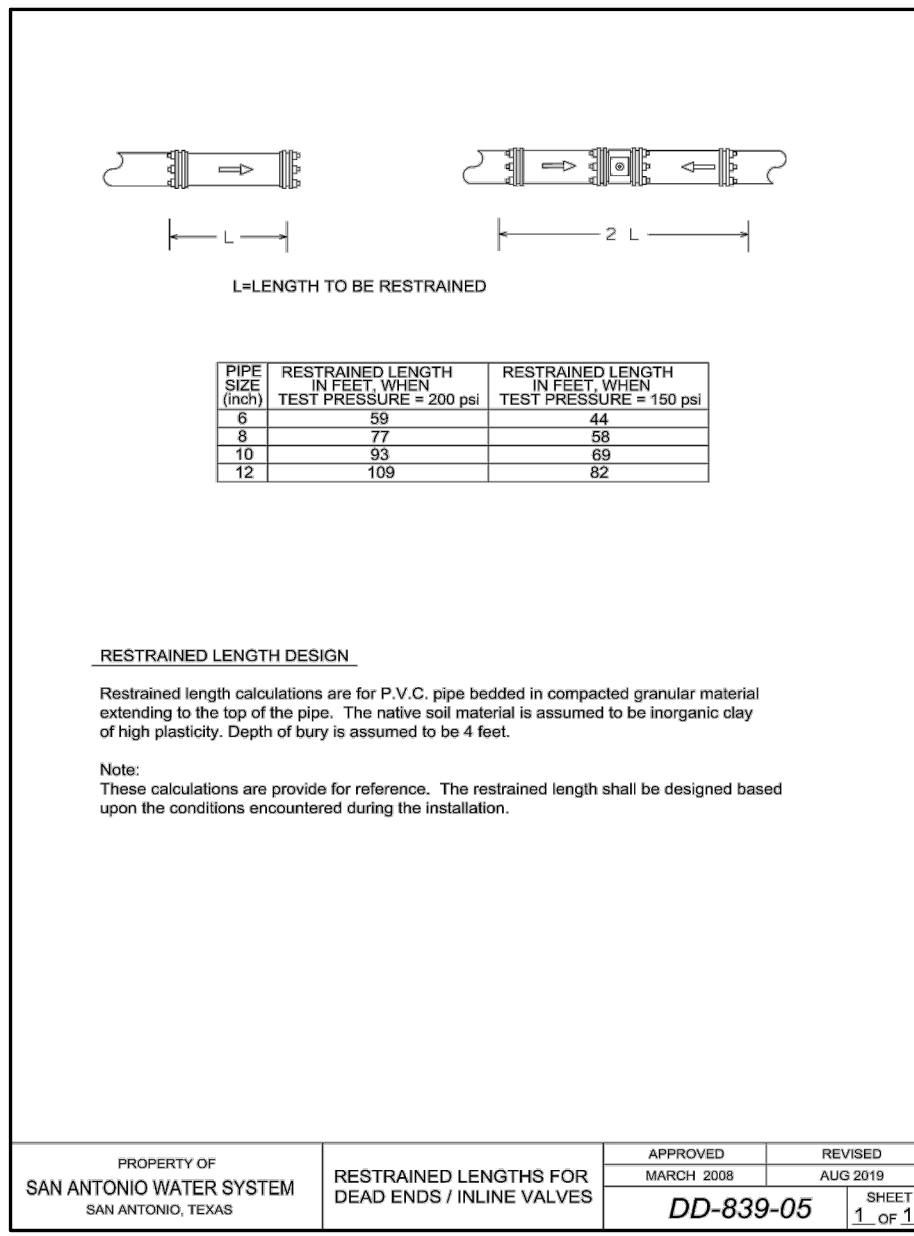 L
2 L
L=LENGTH TO BE RESTRAINED
PIPE SIZE (inch) RESTRAINED LENGTH IN FEET, WHEN TEST PRESSURE = 200 psi RESTRAINED LENGTH IN FEET, WHEN TEST PRESSURE = 150 psi
6 59 44
8 77 58
10 93 69
12 109 82
RESTRAINED LENGTH DESIGN
Restrained length calculations are for P.V.C. pipe bedded in compacted granular material
extending to the top of the pipe. The native soil material is assumed to be inorganic clay
of high plasticity. Depth of bury is assumed to be 4 feet.
Note:
These calculations are provide for reference. The restrained length shall be designed based
upon the conditions encountered during the installation.
PROPERTY OF
SAN ANTONIO WATER SYSTEM
SAN ANTONIO, TEXAS
RESTRAINED LENGTHS FOR
DEAD ENDS / INLINE VALVES
APPROVED REVISED
MARCH 2008 AUG 2019
DD-839-05
SHEET
1 OF 1